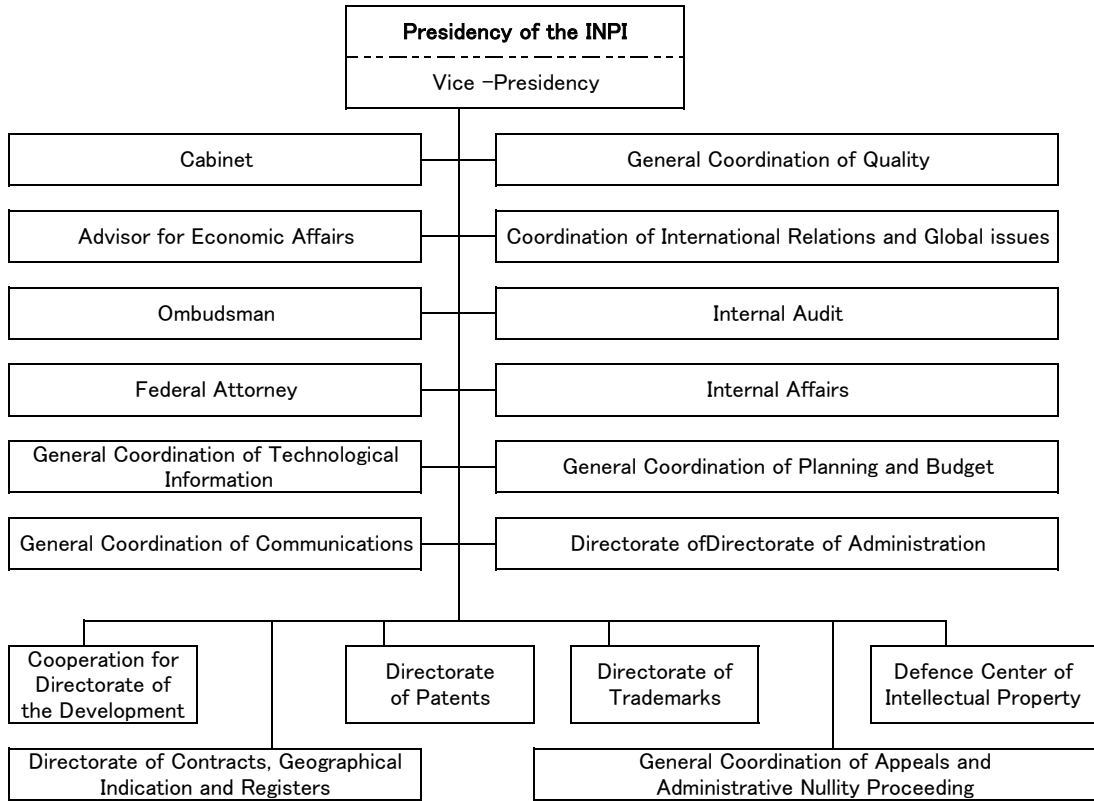 Presidency of the INPI
Vice -Presidency
Cabinet
General Coordination of Quality
Advisor for Economic Affairs
Coordination of International Relations and Global issues
Ombudsman
Internal Audit
Federal Attorney
Internal Affairs
General Coordination of Technological
Information
General Coordination of Planning and Budget
General Coordination of Communications
Directorate ofDirectorate of Administration
Cooperation for
Directorate of
the Development
Directorate
of Patents
Directorate of
Trademarks
Defence Center of
Intellectual Property
Directorate of Contracts, Geographical
Indication and Registers
General Coordination of Appeals and
Administrative Nullity Proceeding